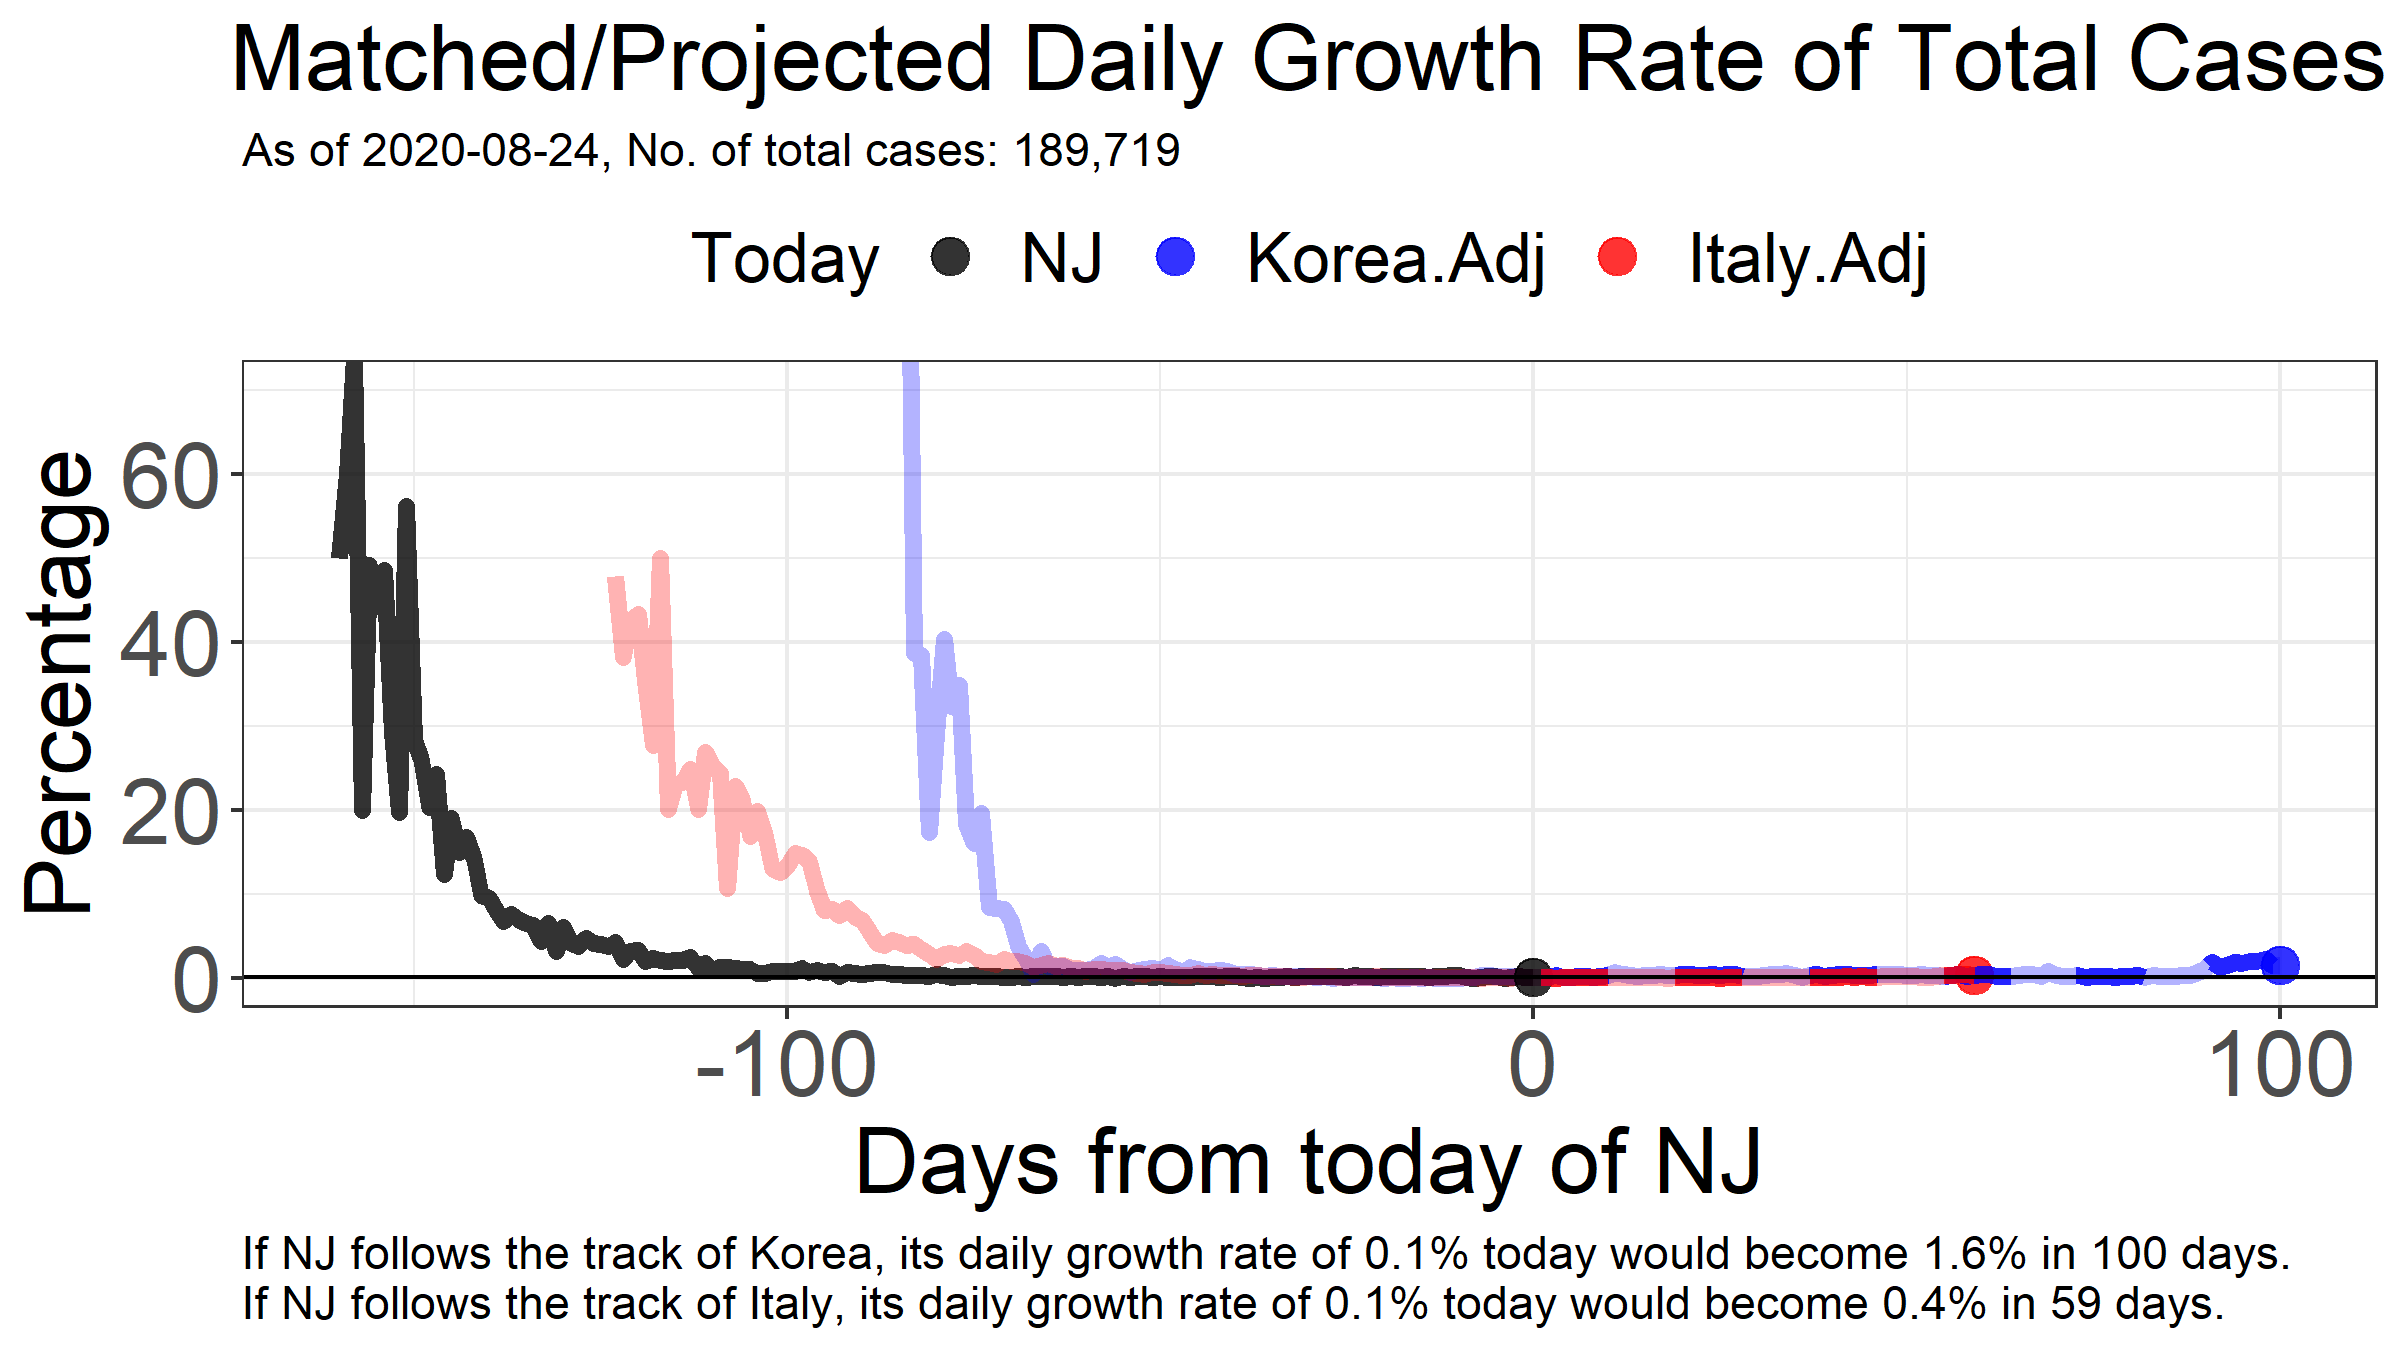 Matched/Projected Daily Growth Rate of Total Cases
As of 2020-08-24, No. of total cases: 189,719
Today NJ Korea.Adj Italy.Adj
Percentage
60
40
20
0
-100 0 100
Days from today of NJ
If NJ follows the track of Korea, its daily growth rate of 0.1% today would become 1.6% in 100 days.
If NJ follows the track of Italy, its daily growth rate of 0.1% today would become 0.4% in 59 days.